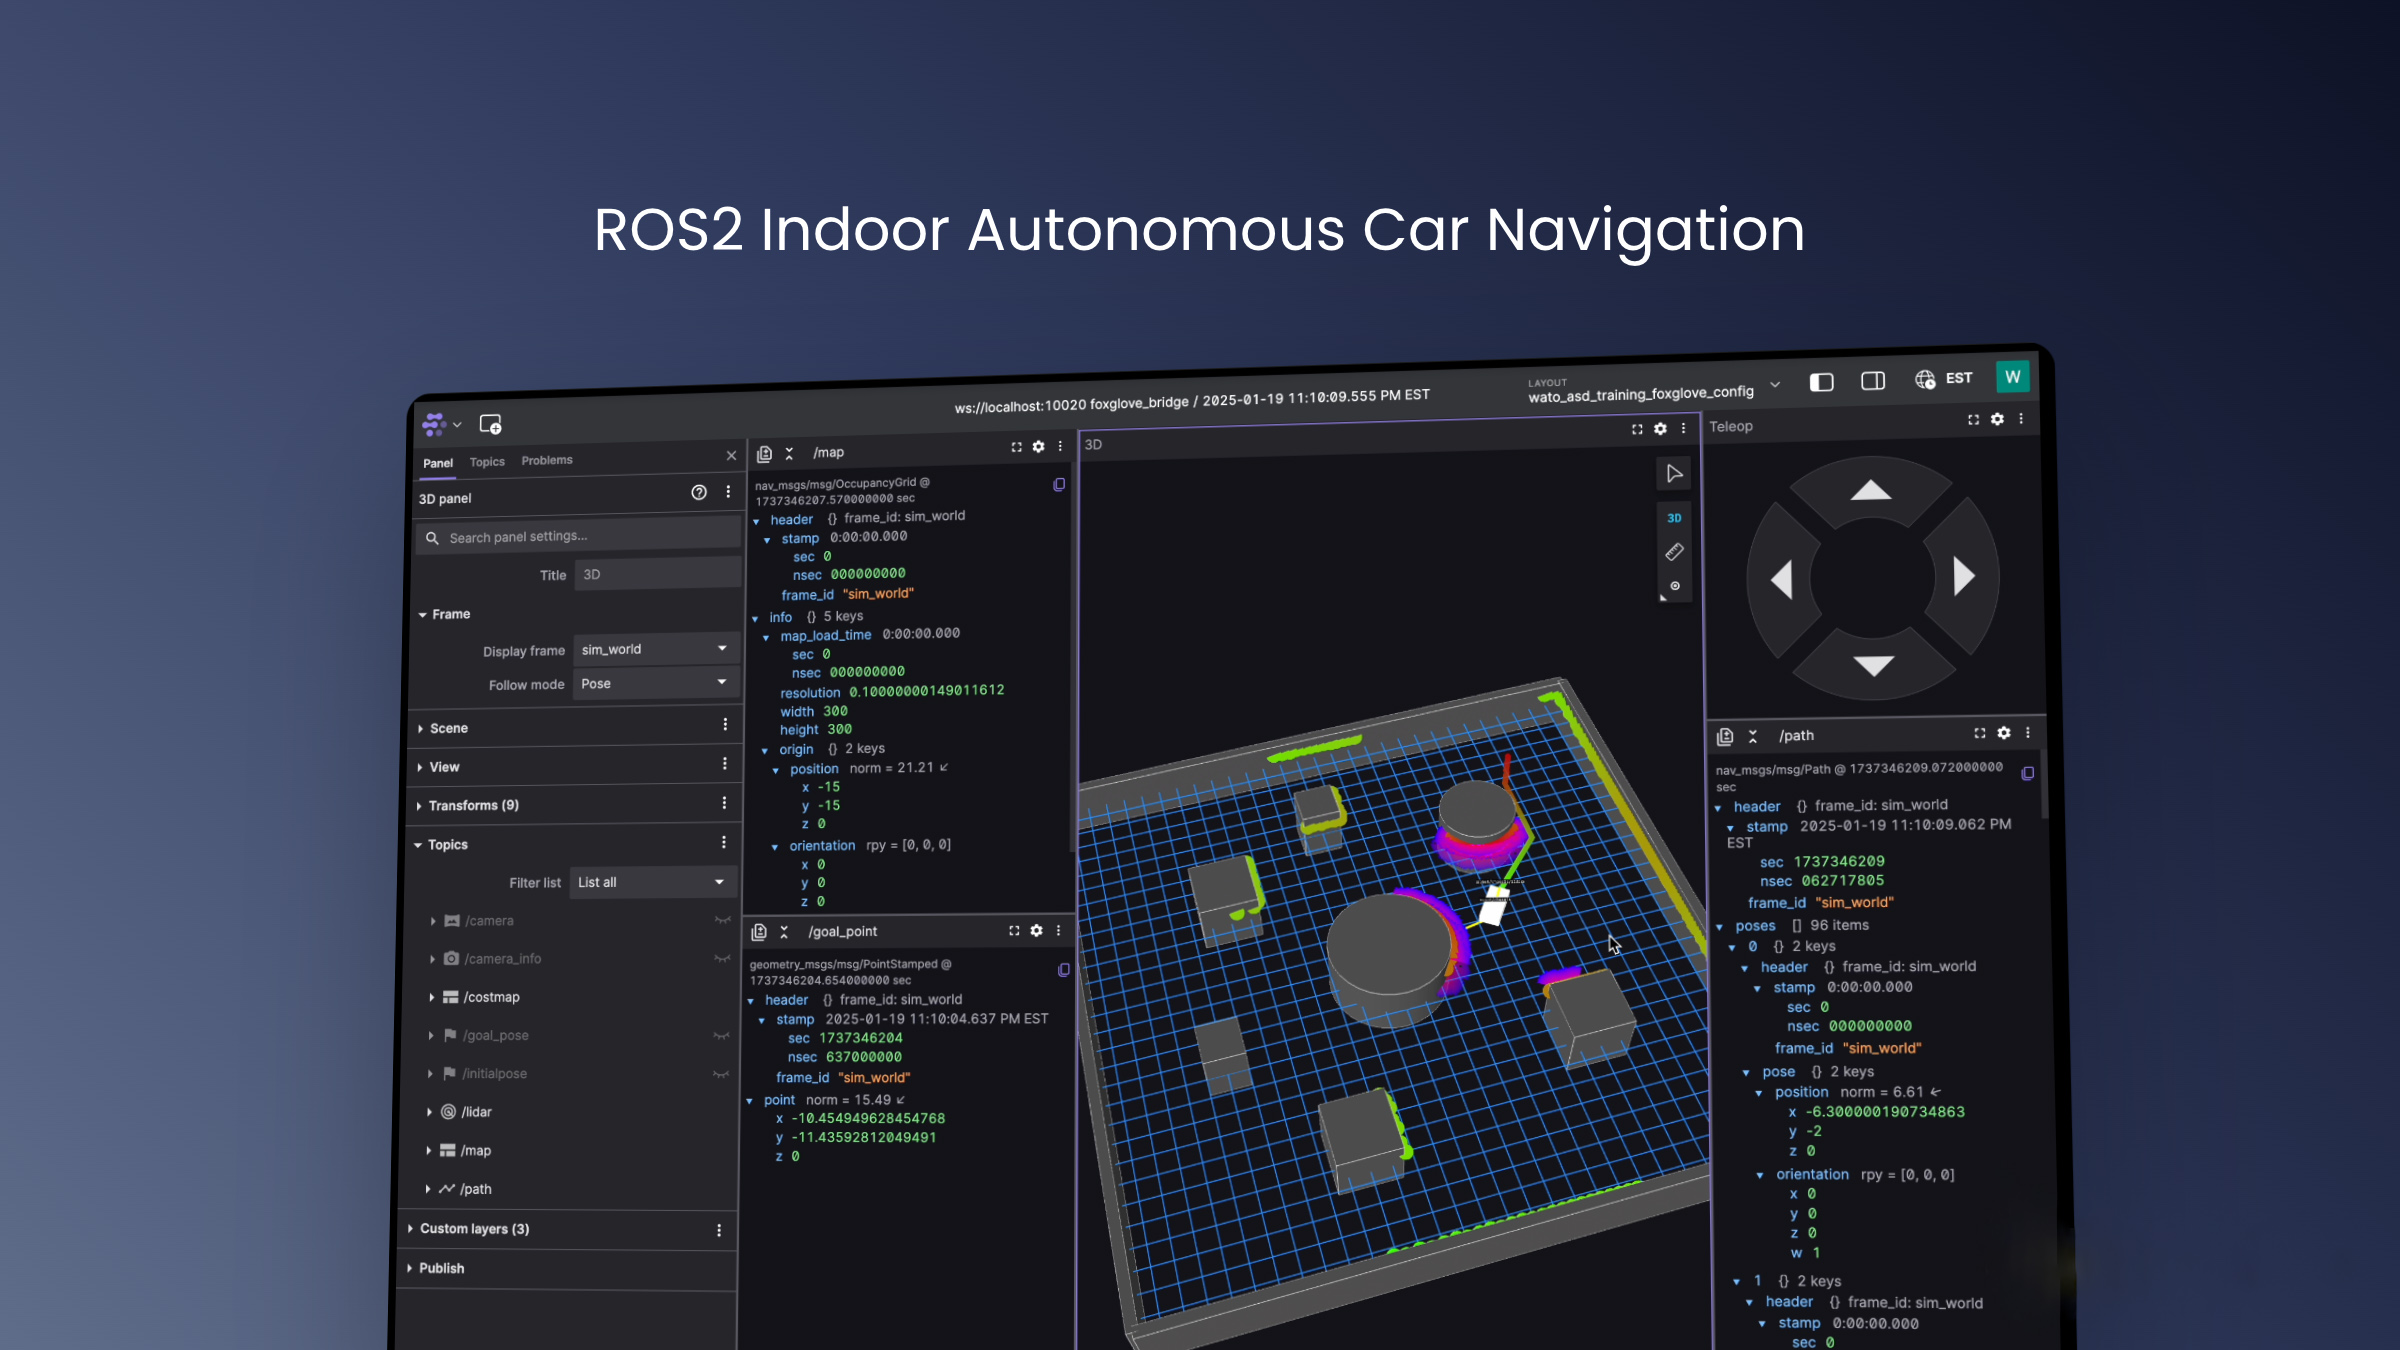 ROS2 Indoor Autonomous Car Navigation
ws://localhost:10020 foxglove_bridge / 2025-01-19 11:10:09.555 PM EST
LAYOUT
wato_asd_training_foxglove_config
EST
W
Panel
Topics
Problems
3D panel
Search panel settings...
Title
3D
Frame
Display frame
sim_world
Follow mode
Pose
Scene
View
Transforms (9)
Topics
Filter list
List all
/camera
/camera_info
/costmap
/goal_pose
/initialpose
/lidar
/map
/path
Custom layers (3)
Publish
/map
nav_msgs/msg/OccupancyGrid @
1737346207.570000000 sec
header {} frame_id: sim_world
stamp 0:00:00.000
sec 0
nsec 000000000
frame_id "sim_world"
info {} 5 keys
map_load_time 0:00:00.000
sec 0
nsec 000000000
resolution 0.10000000149011612
width 300
height 300
origin {} 2 keys
position norm = 21.21
x -15
y -15
z 0
orientation rpy = [0, 0, 0]
x 0
y 0
z 0
/goal_point
geometry_msgs/msg/PointStamped @
1737346204.654000000 sec
header {} frame_id: sim_world
stamp 2025-01-19 11:10:04.637 PM EST
sec 1737346204
nsec 637000000
frame_id "sim_world"
point norm = 15.49
x -10.454949628454768
y -11.43592812049491
z 0
3D
3D
Teleop
/path
nav_msgs/msg/Path @ 1737346209.072000000
sec
header {} frame_id: sim_world
stamp 2025-01-19 11:10:09.062 PM
EST
sec 1737346209
nsec 062717805
frame_id "sim_world"
poses [] 96 items
0 {} 2 keys
header {} frame_id: sim_world
stamp 0:00:00.000
sec 0
nsec 000000000
frame_id "sim_world"
pose {} 2 keys
position norm = 6.61
x -6.300000190734863
y -2
z 0
orientation rpy = [0, 0, 0]
x 0
y 0
z 0
w 1
1 {} 2 keys
header {} frame_id: sim_world
stamp 0:00:00.000
sec 0